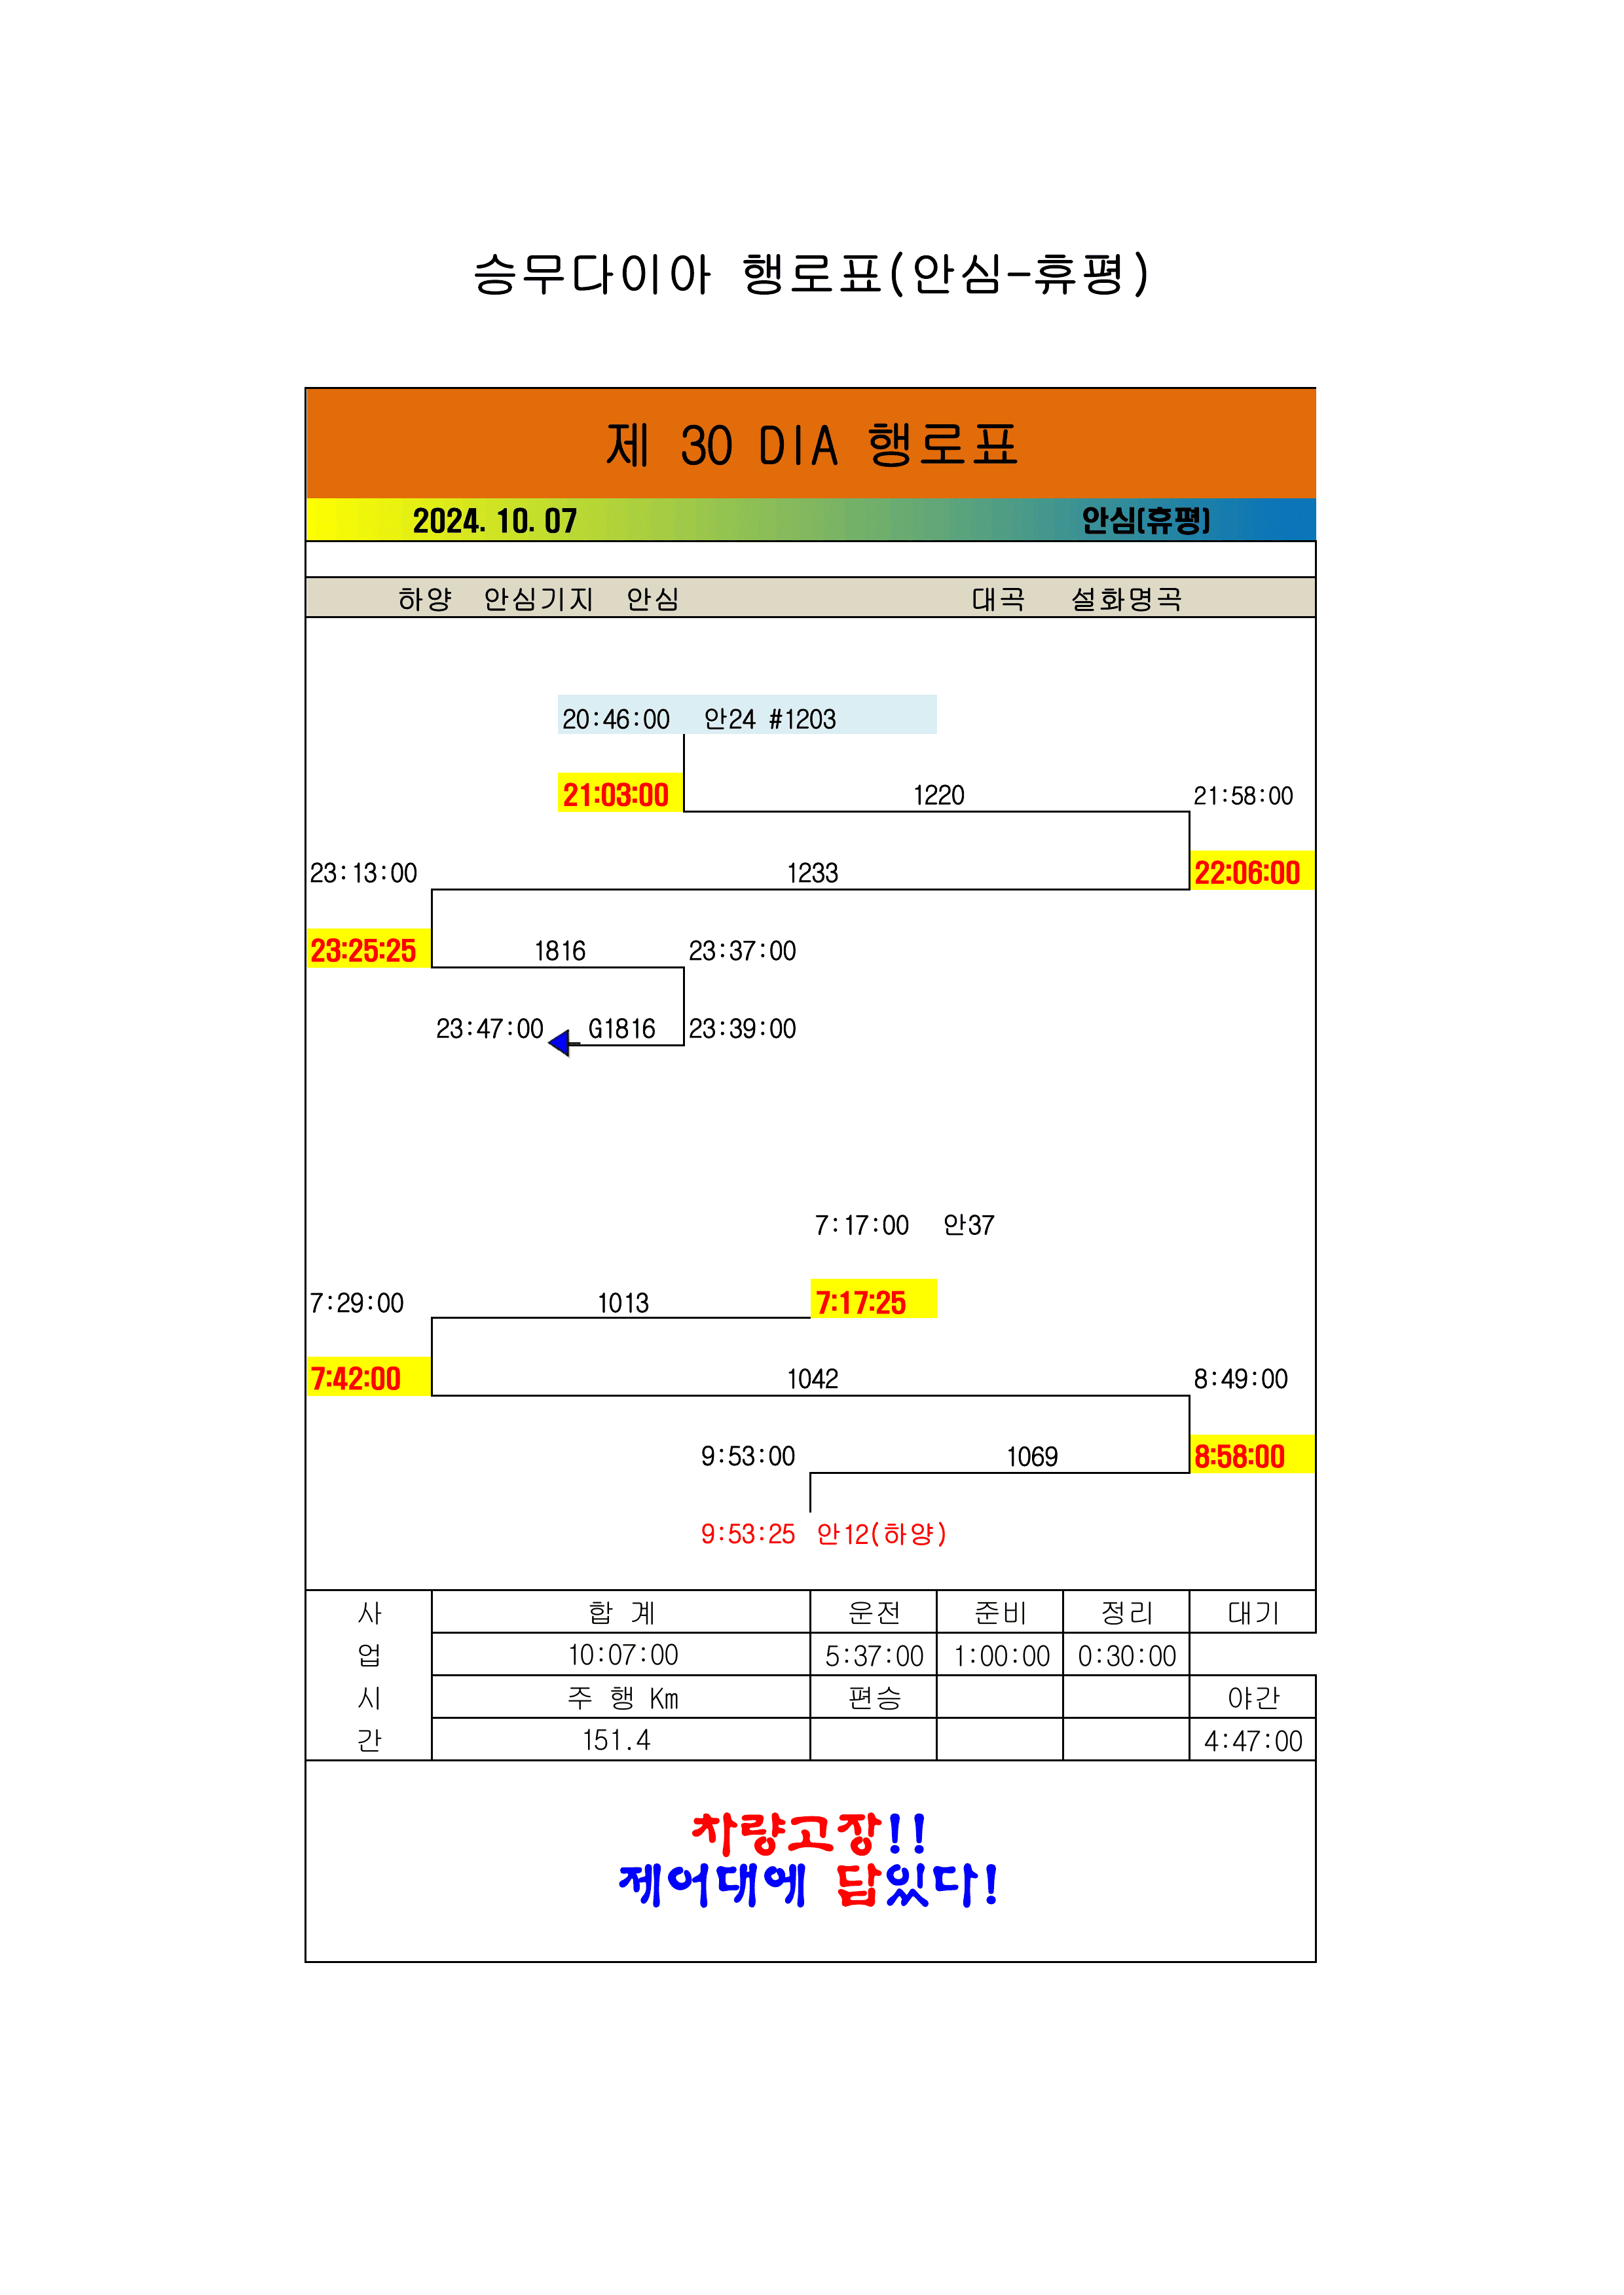 승무다이아 행로표(안심-휴평)
제 30 DIA 행로표
2024. 10. 07 안심(휴평)
하양 안심기지 안심 대곡 설화명곡
20:46:00 안24 #1203
21:03:00 1220 21:58:00
23:13:00 1233 22:06:00
23:25:25 1816 23:37:00
23:47:00 G1816 23:39:00
7:17:00 안37
7:29:00 1013 7:17:25
7:42:00 1042 8:49:00
9:53:00 1069 8:58:00
9:53:25 안12(하양)
사 합 계 운전 준비 정리 대기
업 10:07:00 5:37:00 1:00:00 0:30:00
시 주 행 Km 편승 야간
간 151.4 4:47:00
차량고장!!
제어대에 답있다!